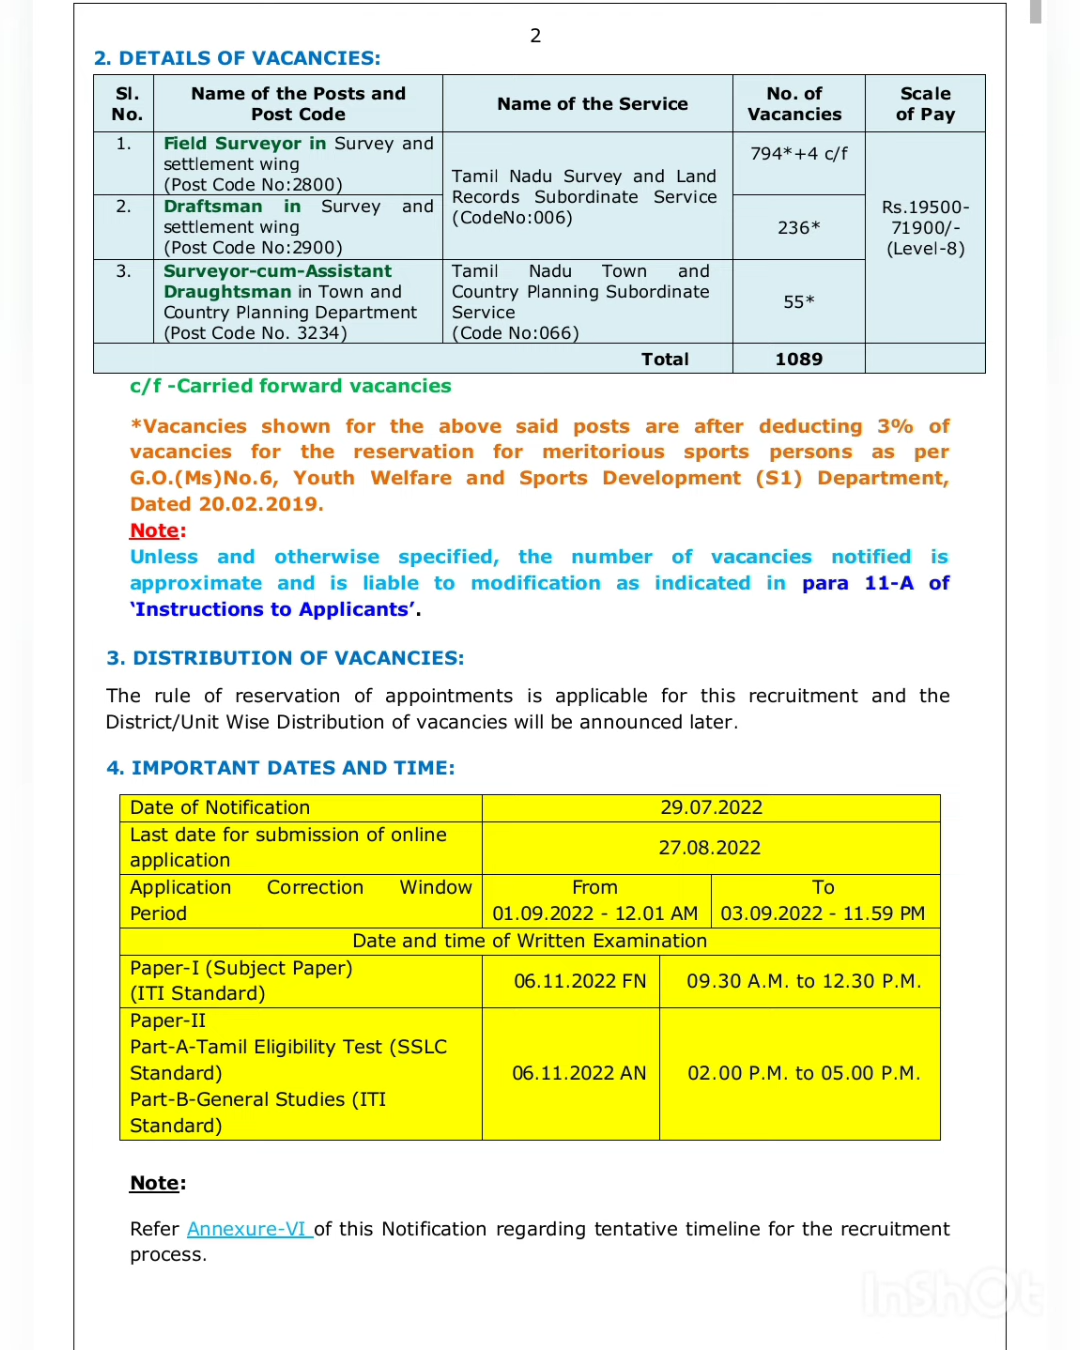 2
2. DETAILS OF VACANCIES:
Sl. No. Name of the Posts and Post Code Name of the Service No. of Vacancies Scale of Pay
1. Field Surveyor in Survey and
settlement wing
(Post Code No:2800)
Tamil Nadu Survey and Land
Records Subordinate Service
(CodeNo:006)
794*+4 c/f
Rs.19500-
71900/-
(Level-8)
2. Draftsman in Survey and
settlement wing
(Post Code No:2900)
236*
3. Surveyor-cum-Assistant
Draughtsman in Town and
Country Planning Department
(Post Code No. 3234)
Tamil Nadu Town and
Country Planning Subordinate
Service
(Code No:066)
55*
Total 1089
c/f -Carried forward vacancies
*Vacancies shown for the above said posts are after deducting 3% of
vacancies for the reservation for meritorious sports persons as per
G.O.(Ms)No.6, Youth Welfare and Sports Development (S1) Department,
Dated 20.02.2019.
Note:
Unless and otherwise specified, the number of vacancies notified is
approximate and is liable to modification as indicated in para 11-A of
‘Instructions to Applicants’.
3. DISTRIBUTION OF VACANCIES:
The rule of reservation of appointments is applicable for this recruitment and the
District/Unit Wise Distribution of vacancies will be announced later.
4. IMPORTANT DATES AND TIME:
Date of Notification 29.07.2022
Last date for submission of online
application
27.08.2022
Application Correction Window
Period
From
01.09.2022 - 12.01 AM
To
03.09.2022 - 11.59 PM
Date and time of Written Examination
Paper-I (Subject Paper)
(ITI Standard)
06.11.2022 FN 09.30 A.M. to 12.30 P.M.
Paper-II
Part-A-Tamil Eligibility Test (SSLC
Standard)
Part-B-General Studies (ITI
Standard)
06.11.2022 AN 02.00 P.M. to 05.00 P.M.
Note:
Refer Annexure-VI of this Notification regarding tentative timeline for the recruitment
process.
InShOt